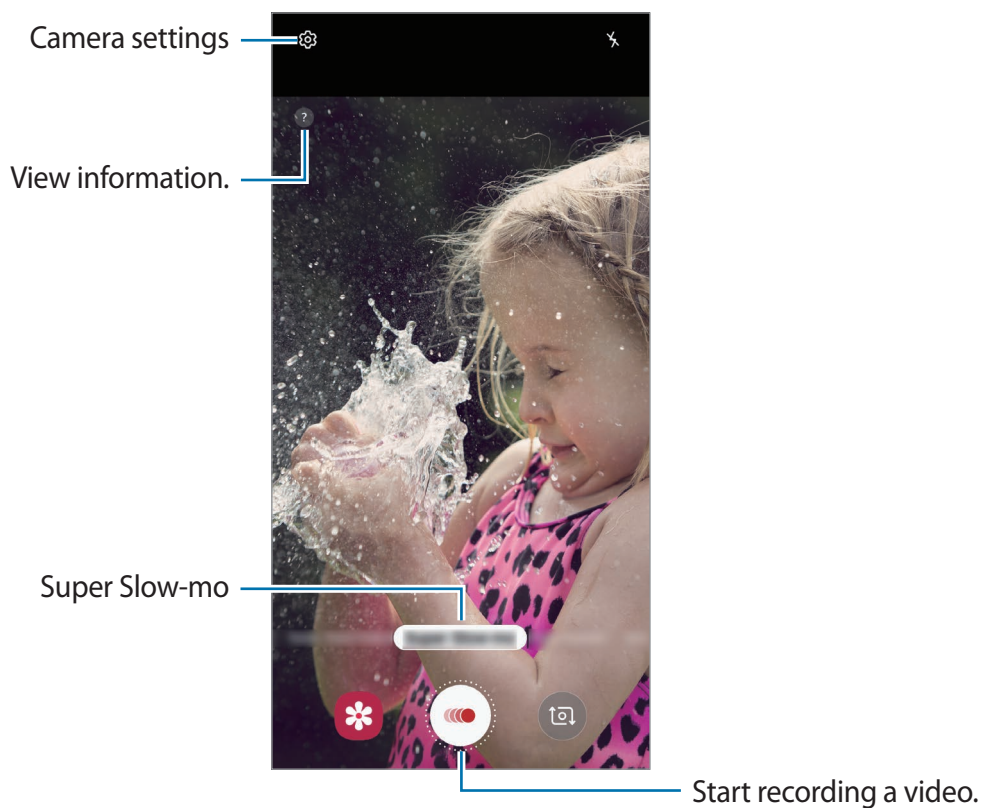 Camera settings
?
View information.
Super Slow-mo
Start recording a video.